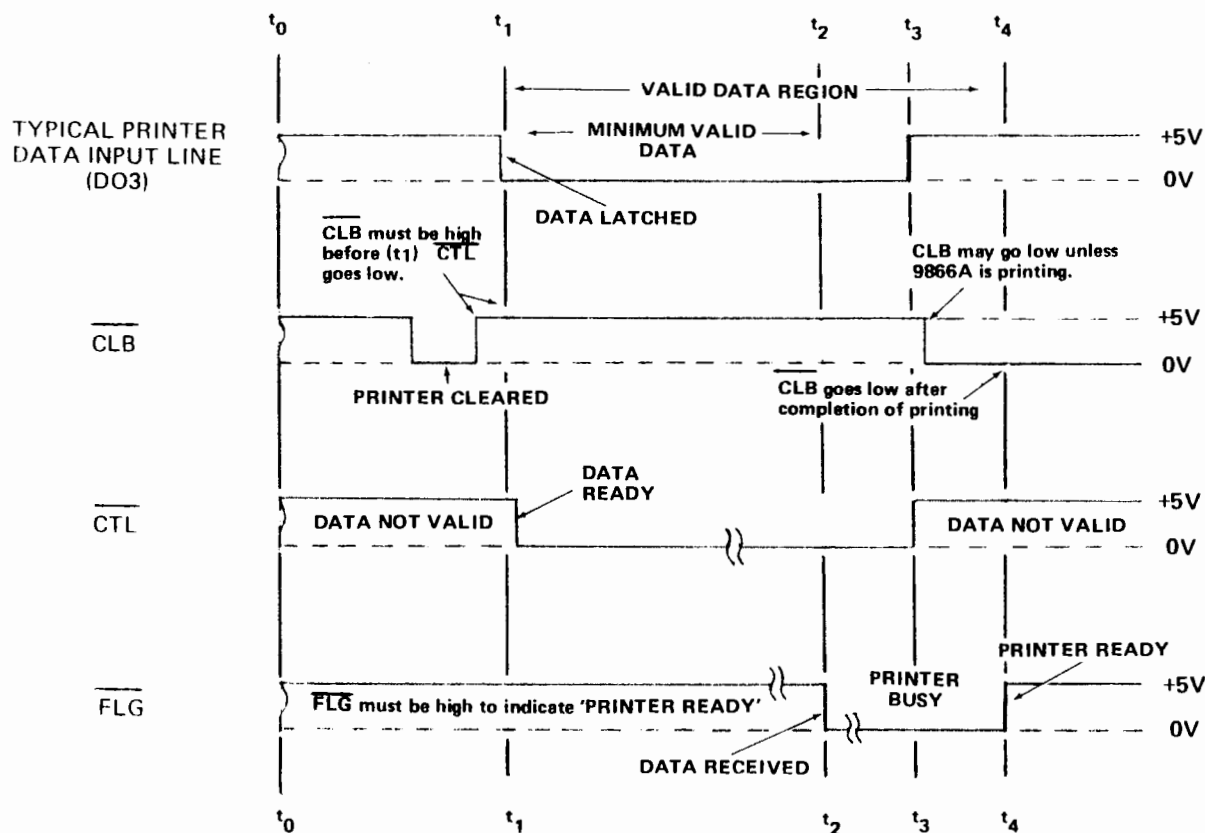 t0 t1 t2 t3 t4
VALID DATA REGION
TYPICAL PRINTER
DATA INPUT LINE
(DO3)
MINIMUM VALID
DATA
+5V
0V
DATA LATCHED
CLB must be high
before (t1) CTL
goes low.
CLB may go low unless
9866A is printing.
CLB
+5V
0V
PRINTER CLEARED
CLB goes low after
completion of printing
DATA
READY
CTL
DATA NOT VALID
DATA NOT VALID
+5V
0V
PRINTER READY
FLG
FLG must be high to indicate 'PRINTER READY'
PRINTER
BUSY
+5V
0V
DATA RECEIVED
t0 t1 t2 t3 t4